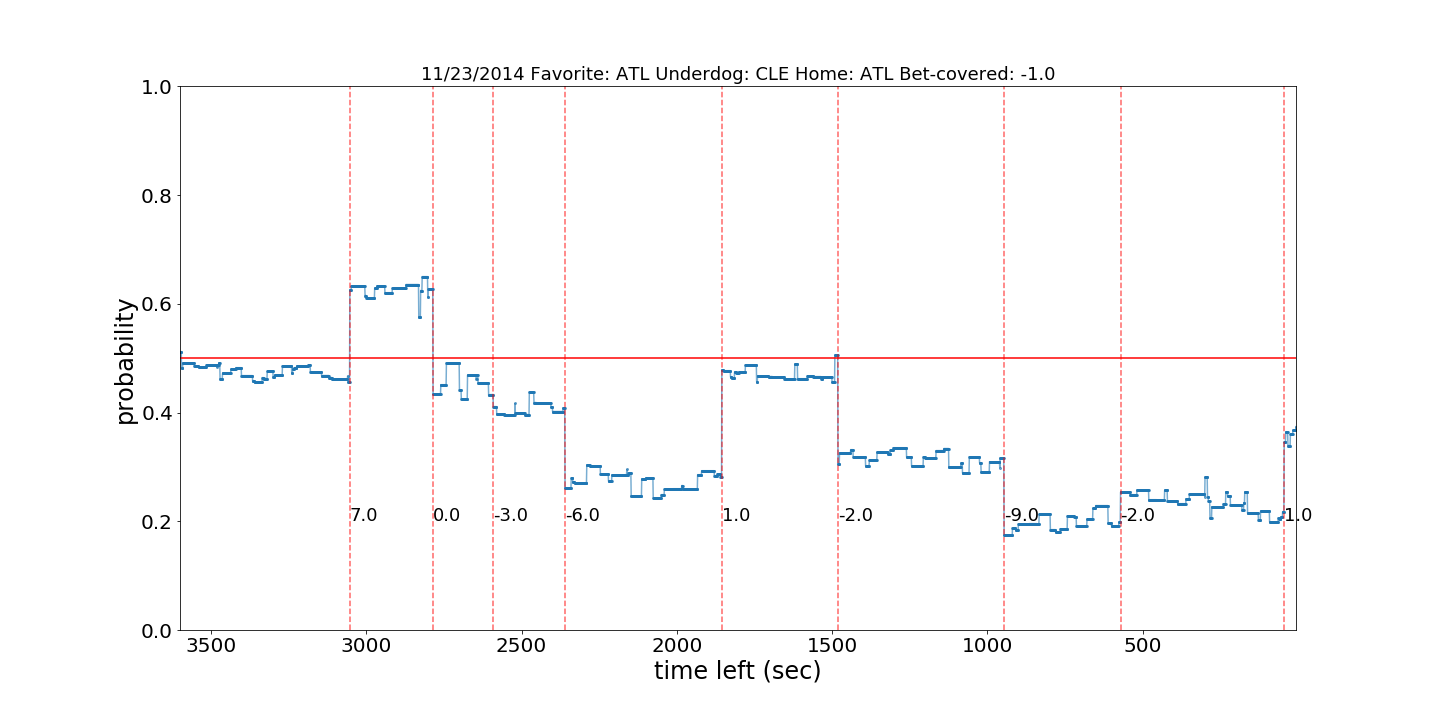 11/23/2014 Favorite: ATL Underdog: CLE Home: ATL Bet-covered: -1.0
1.0
0.8
0.6
0.4
0.2
0.0
probability
7.0 0.0 -3.0 -6.0 1.0 -2.0 -9.0 -2.0 1.0
3500 3000 2500 2000 1500 1000 500
time left (sec)